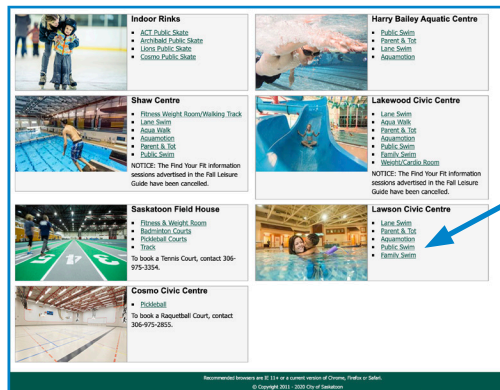 Indoor Rinks
ACT Public Skate
Archibald Public Skate
Lions Public Skate
Cosmo Public Skate
Harry Bailey Aquatic Centre
Public Swim
Parent & Tot
Lane Swim
Aquamotion
Shaw Centre
Fitness Weight Room/Walking Track
Lane Swim
Aqua Walk
Aquamotion
Parent & Tot
Public Swim
NOTICE: The Find Your Fit information
sessions advertised in the Fall Leisure
Guide have been cancelled.
Lakewood Civic Centre
Lane Swim
Aqua Walk
Parent & Tot
Aquamotion
Public Swim
Family Swim
Weight/Cardio Room
NOTICE: The Find Your Fit information
sessions advertised in the Fall Leisure
Guide have been cancelled.
Saskatoon Field House
Fitness & Weight Room
Badminton Courts
Pickleball Courts
Track
To book a Tennis Court, contact 306-
975-3354.
Lawson Civic Centre
Lane Swim
Parent & Tot
Aquamotion
Public Swim
Family Swim
Cosmo Civic Centre
Pickleball
To book a Raquetball Court, contact
306-975-2855.
Recommended browsers are IE 11+ or a current version of Chrome, Firefox or Safari.
© Copyright 2011 - 2020 City of Saskatoon